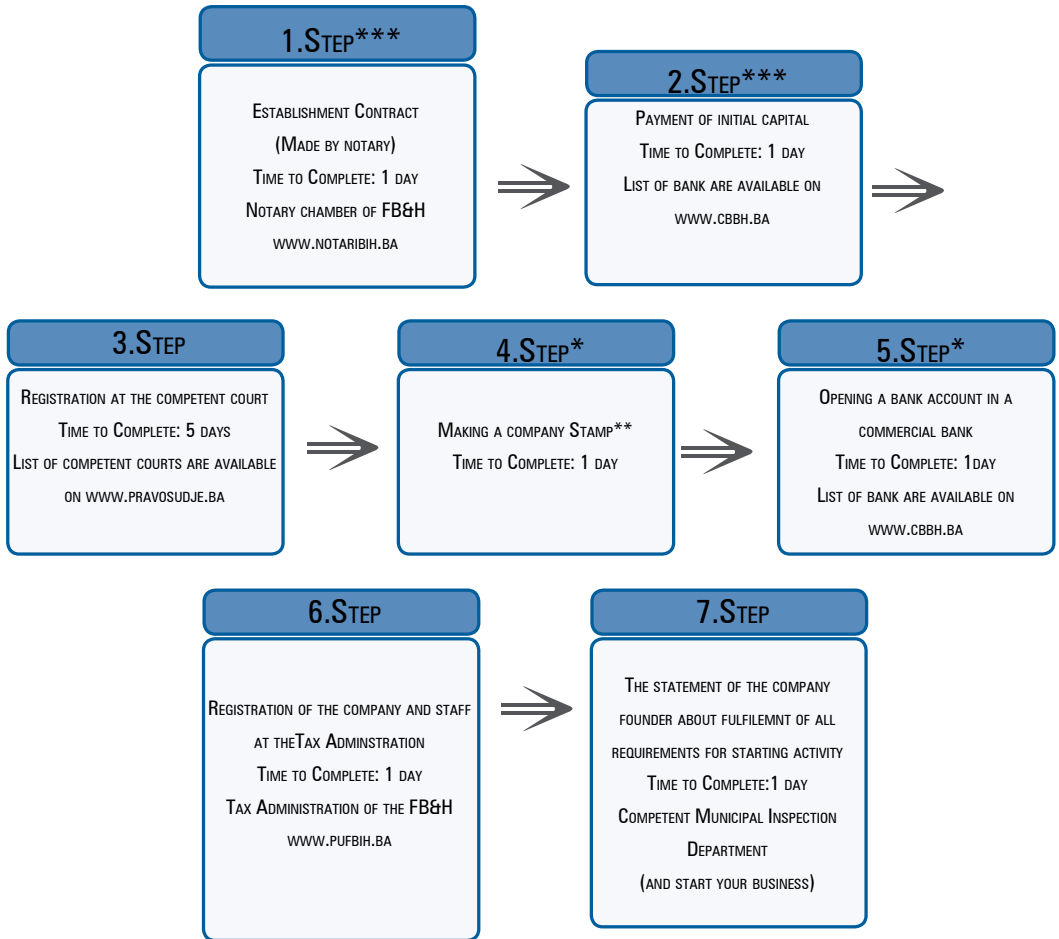 1.Step***
Establishment Contract
(Made by notary)
Time to Complete: 1 day
Notary chamber of FB&H
www.notaribih.ba
2.Step***
Payment of initial capital
Time to Complete: 1 day
List of bank are available on
www.cbbh.ba
3.Step
Registration at the competent court
Time to Complete: 5 days
List of competent courts are available
on www.pravosudje.ba
4.Step*
Making a company Stamp**
Time to Complete: 1 day
5.Step*
Opening a bank account in a
commercial bank
Time to Complete: 1day
List of bank are available on
www.cbbh.ba
6.Step
Registration of the company and staff
at theTax Adminstration
Time to Complete: 1 day
Tax Administration of the FB&H
www.pufbih.ba
7.Step
The statement of the company
founder about fulfilemnt of all
requirements for starting activity
Time to Complete:1 day
Competent Municipal Inspection
Department
(and start your business)